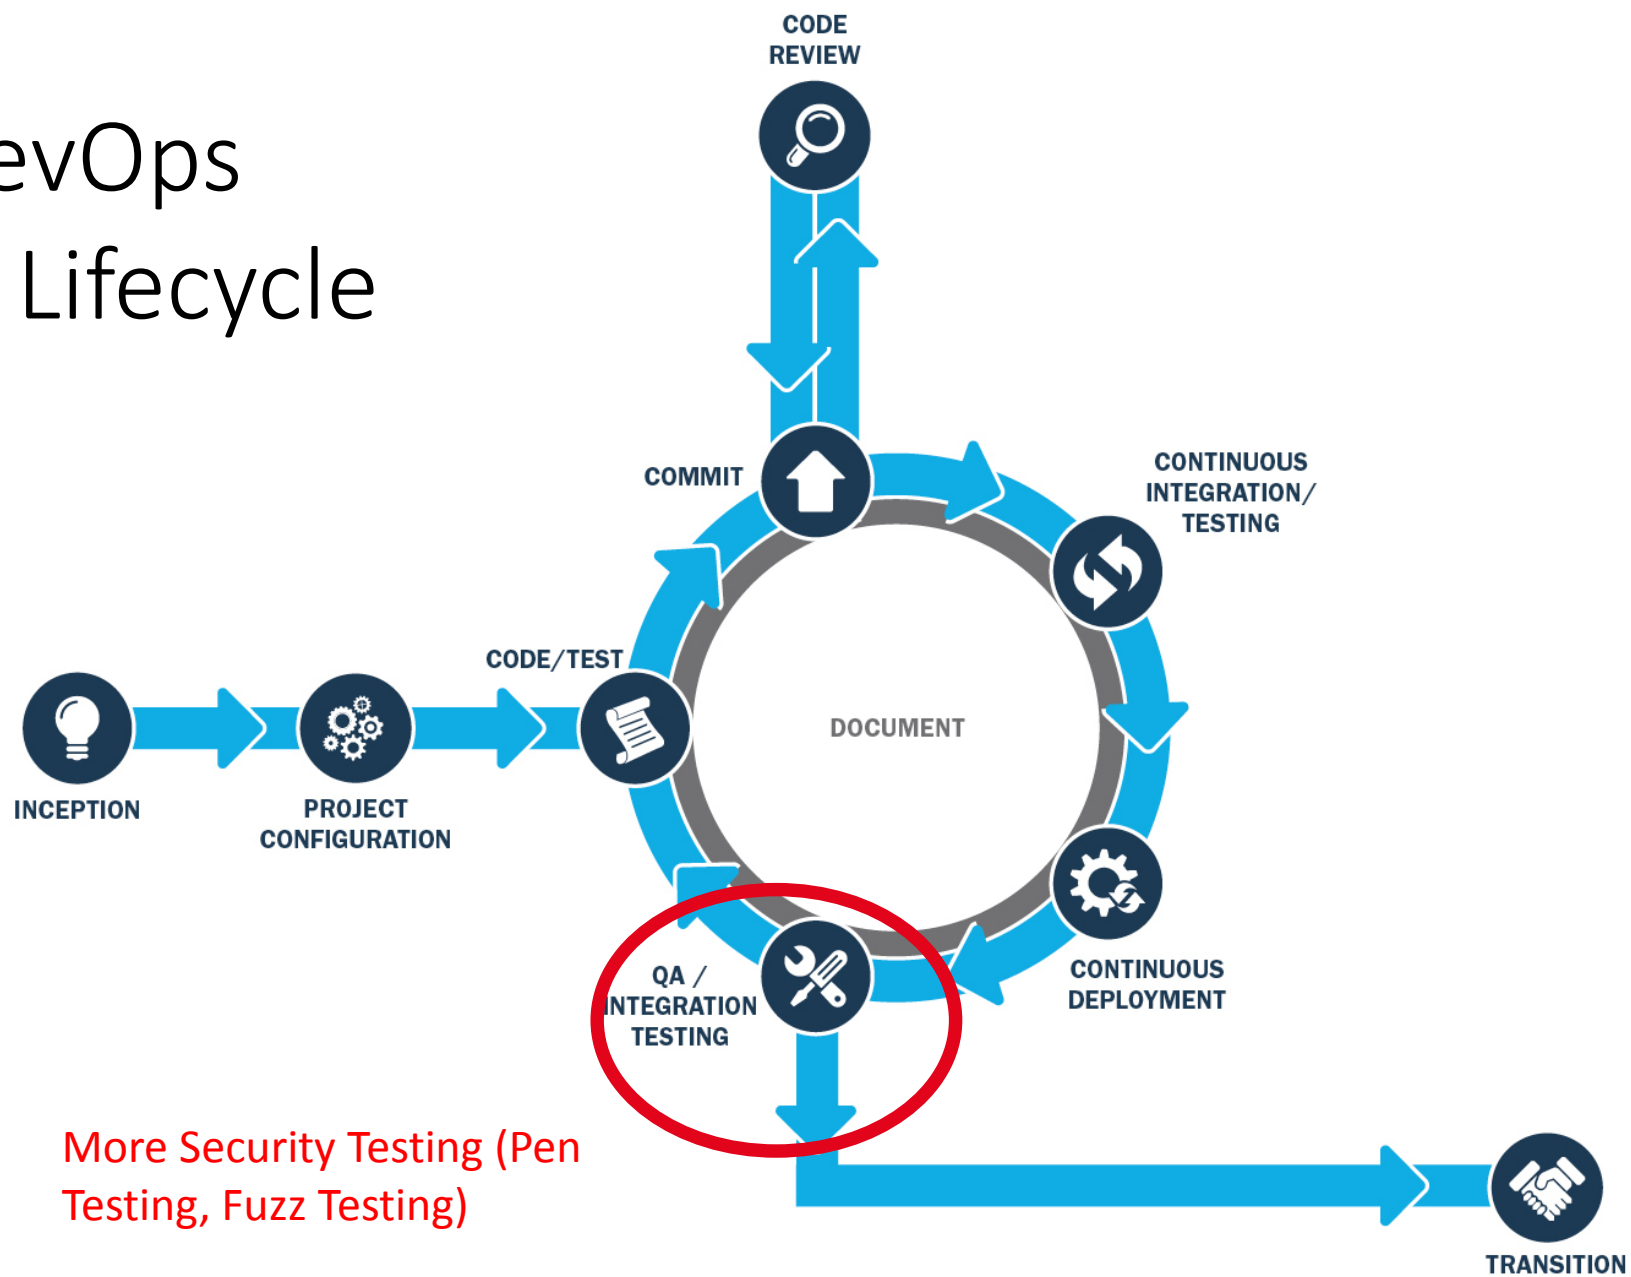 evOps
Lifecycle
CODE
REVIEW
COMMIT
CONTINUOUS
INTEGRATION/
TESTING
CODE/TEST
DOCUMENT
INCEPTION
PROJECT
CONFIGURATION
QA /
INTEGRATION
TESTING
CONTINUOUS
DEPLOYMENT
More Security Testing (Pen
Testing, Fuzz Testing)
TRANSITION